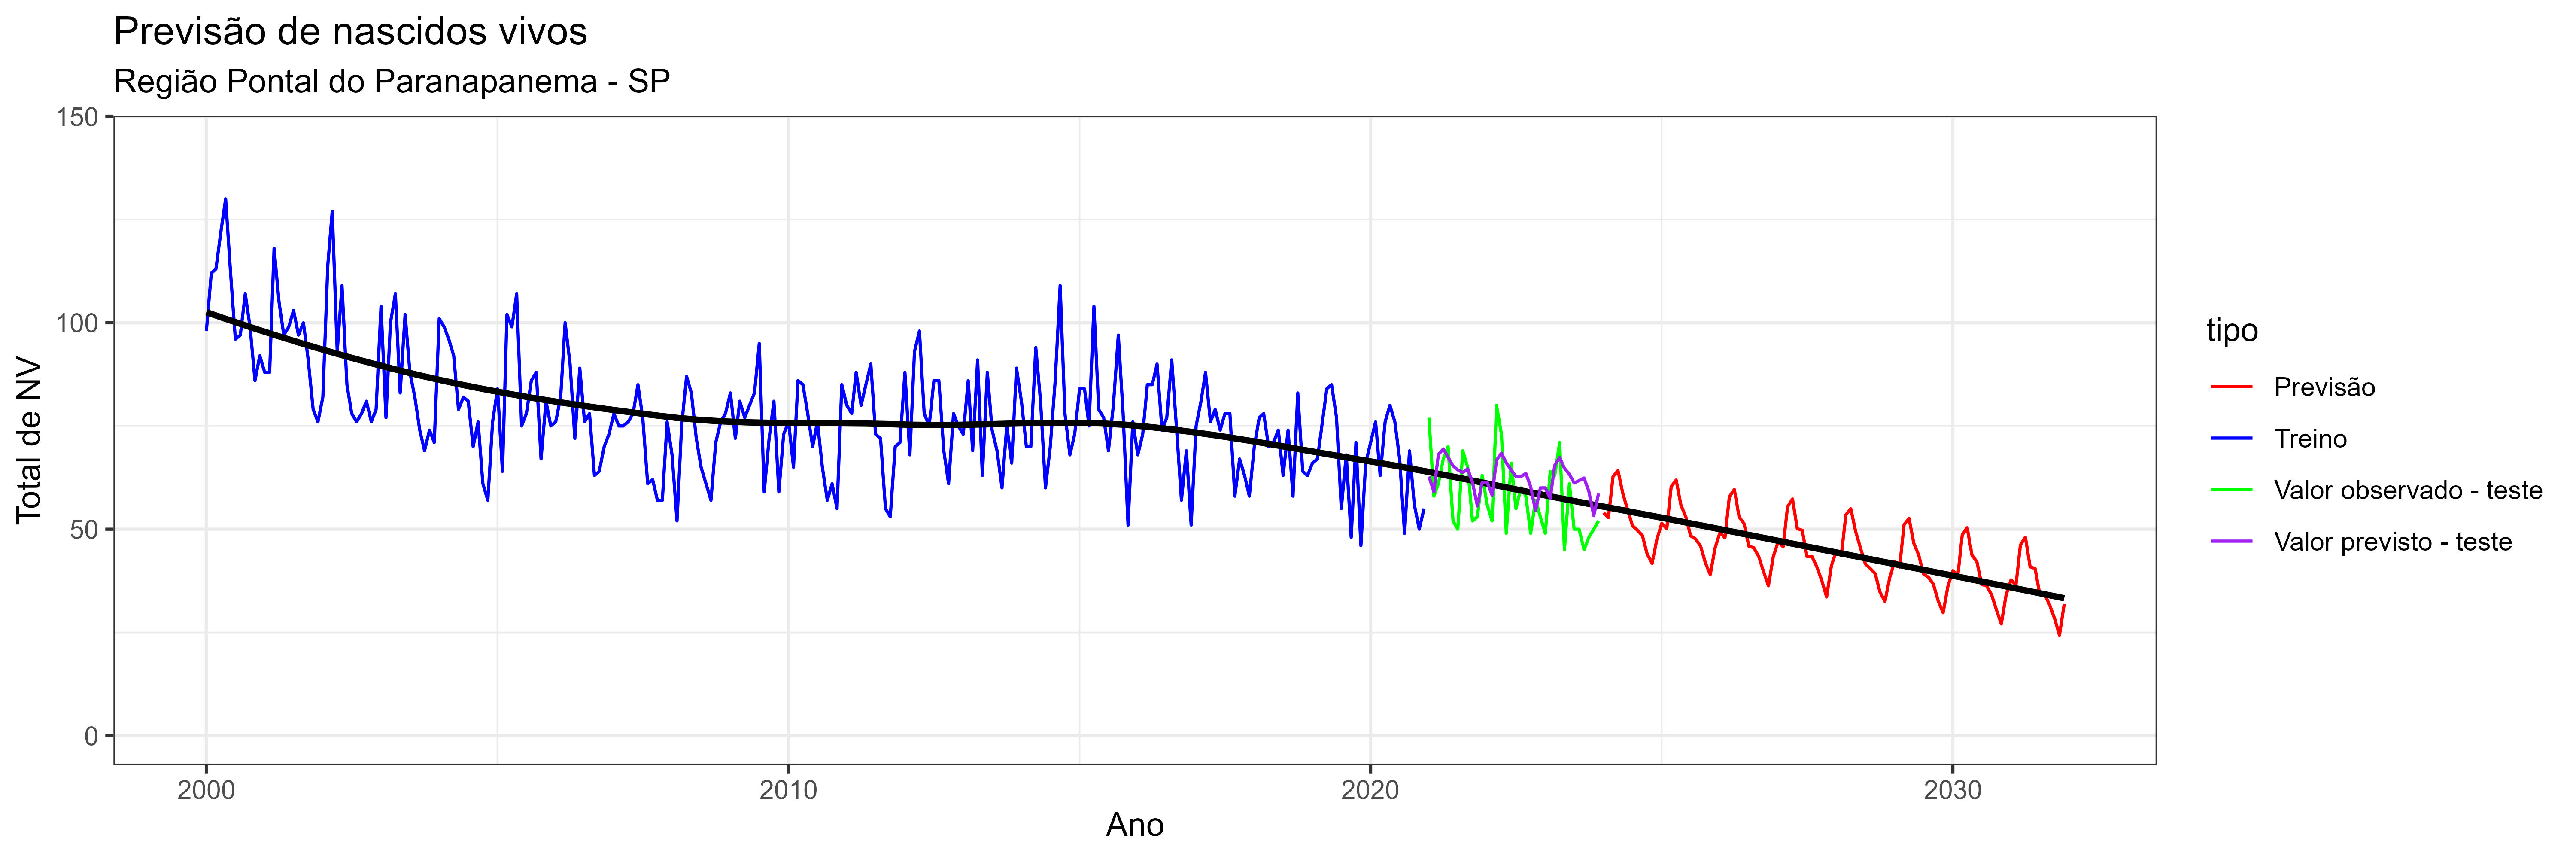 Previsão de nascidos vivos
Região Pontal do Paranapanema - SP
150
100
50
0
Total de NV
2000
2010
2020
2030
Ano
tipo
Previsão
Treino
Valor observado - teste
Valor previsto - teste